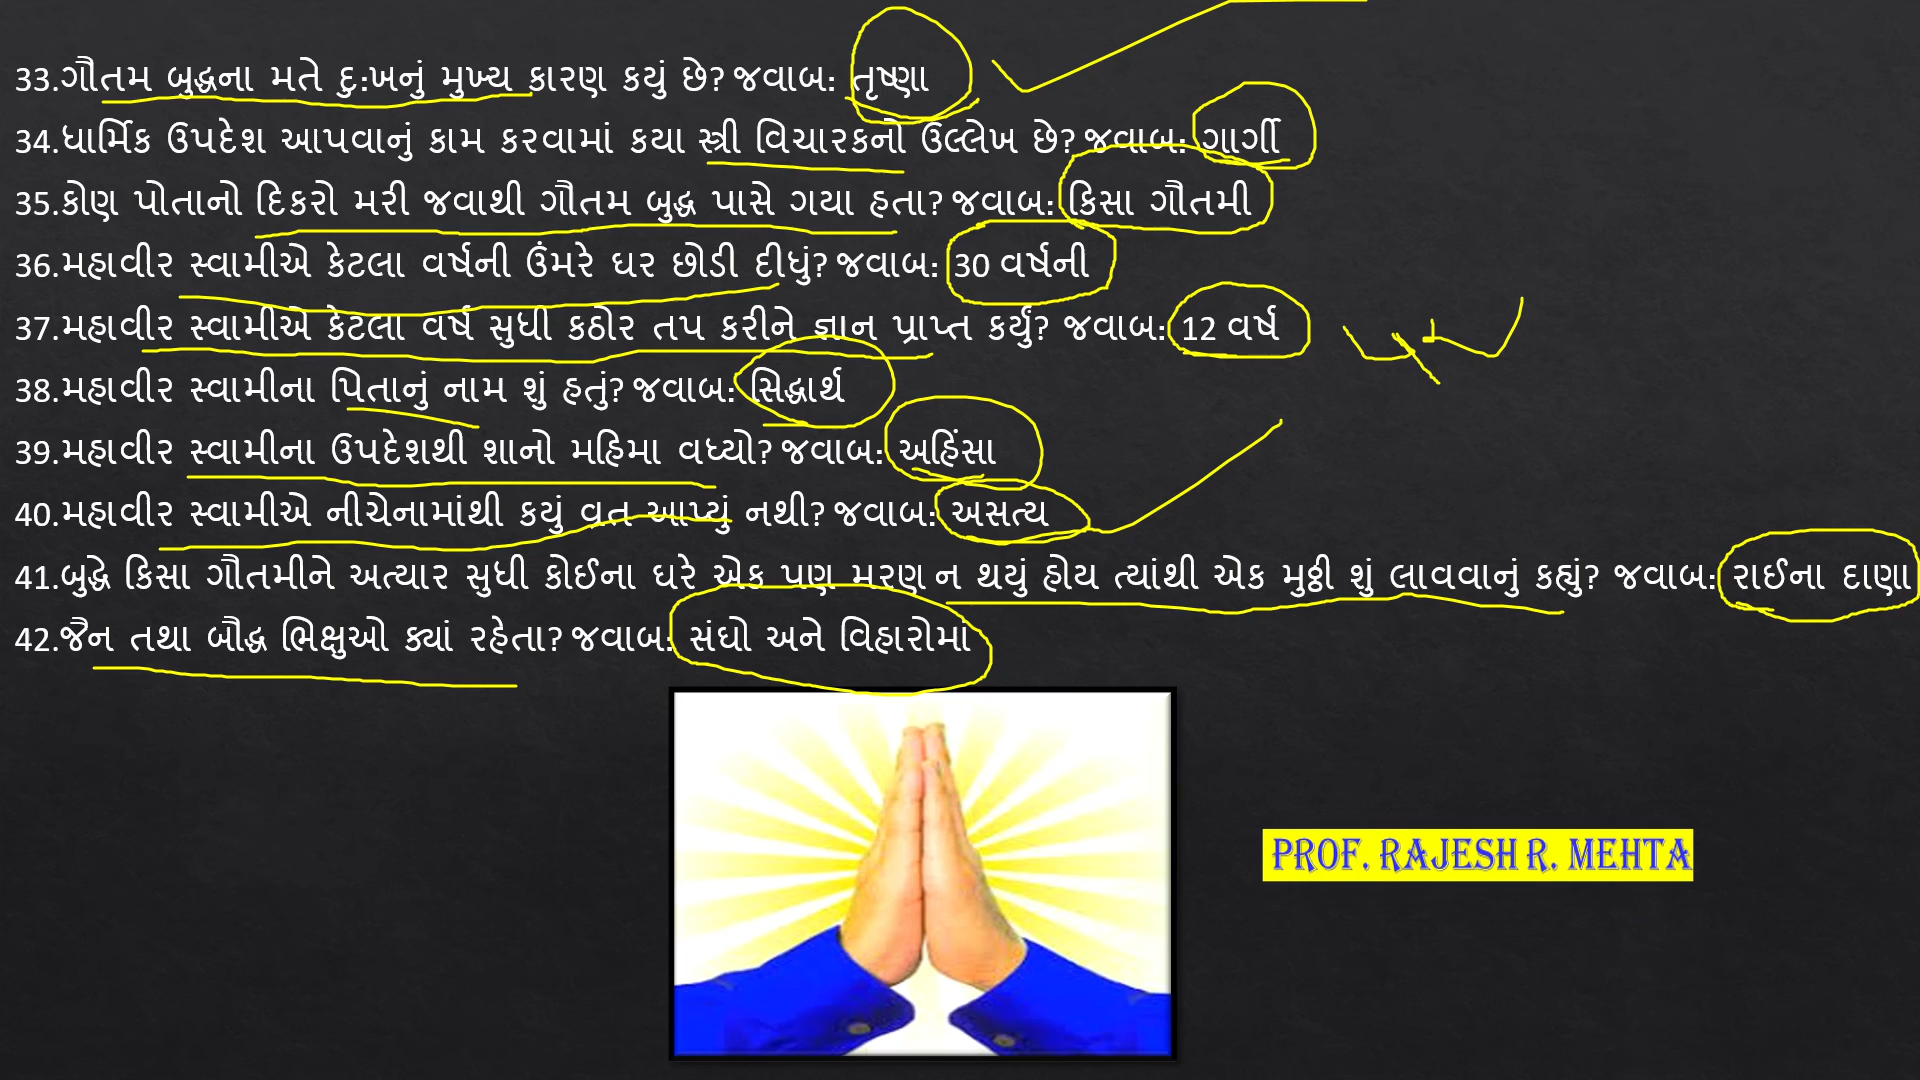 33.ગૌતમ બુદ્ધના મતે દુ:ખનું મુખ્ય કારણ કયું છે? જવાબ: તૃષ્ણા
34.ધાર્મિક ઉપદેશ આપવાનું કામ કરવામાં કયા સ્ત્રી વિચારકનો ઉલ્લેખ છે? જવાબ: ગાર્ગી
35.કોણ પોતાનો દિકરો મરી જવાથી ગૌતમ બુદ્ધ પાસે ગયા હતા? જવાબ: કિસા ગૌતમી
36.મહાવીર સ્વામીએ કેટલા વર્ષની ઉંમરે ઘર છોડી દીધું? જવાબ: 30 વર્ષની
37.મહાવીર સ્વામીએ કેટલા વર્ષ સુધી કઠોર તપ કરીને જ્ઞાન પ્રાપ્ત કર્યું? જવાબ: 12 વર્ષ
38.મહાવીર સ્વામીના પિતાનું નામ શું હતું? જવાબ: સિદ્ધાર્થ
39.મહાવીર સ્વામીના ઉપદેશથી શાનો મહિમા વધ્યો? જવાબ: અહિંસા
40.મહાવીર સ્વામીએ નીચેનામાંથી કયું વ્રત આપ્યું નથી? જવાબ: અસત્ય
41.બુદ્ધે કિસા ગૌતમીને અત્યાર સુધી કોઈના ઘરે એક પણ મરણ ન થયું હોય ત્યાંથી એક મુઠ્ઠી શું લાવવાનું કહ્યું? જવાબ: રાઈના દાણા
42.જૈન તથા બૌદ્ધ ભિક્ષુઓ ક્યાં રહેતા? જવાબ: સંઘો અને વિહારોમાં
PROF. RAJESH R. MEHTA